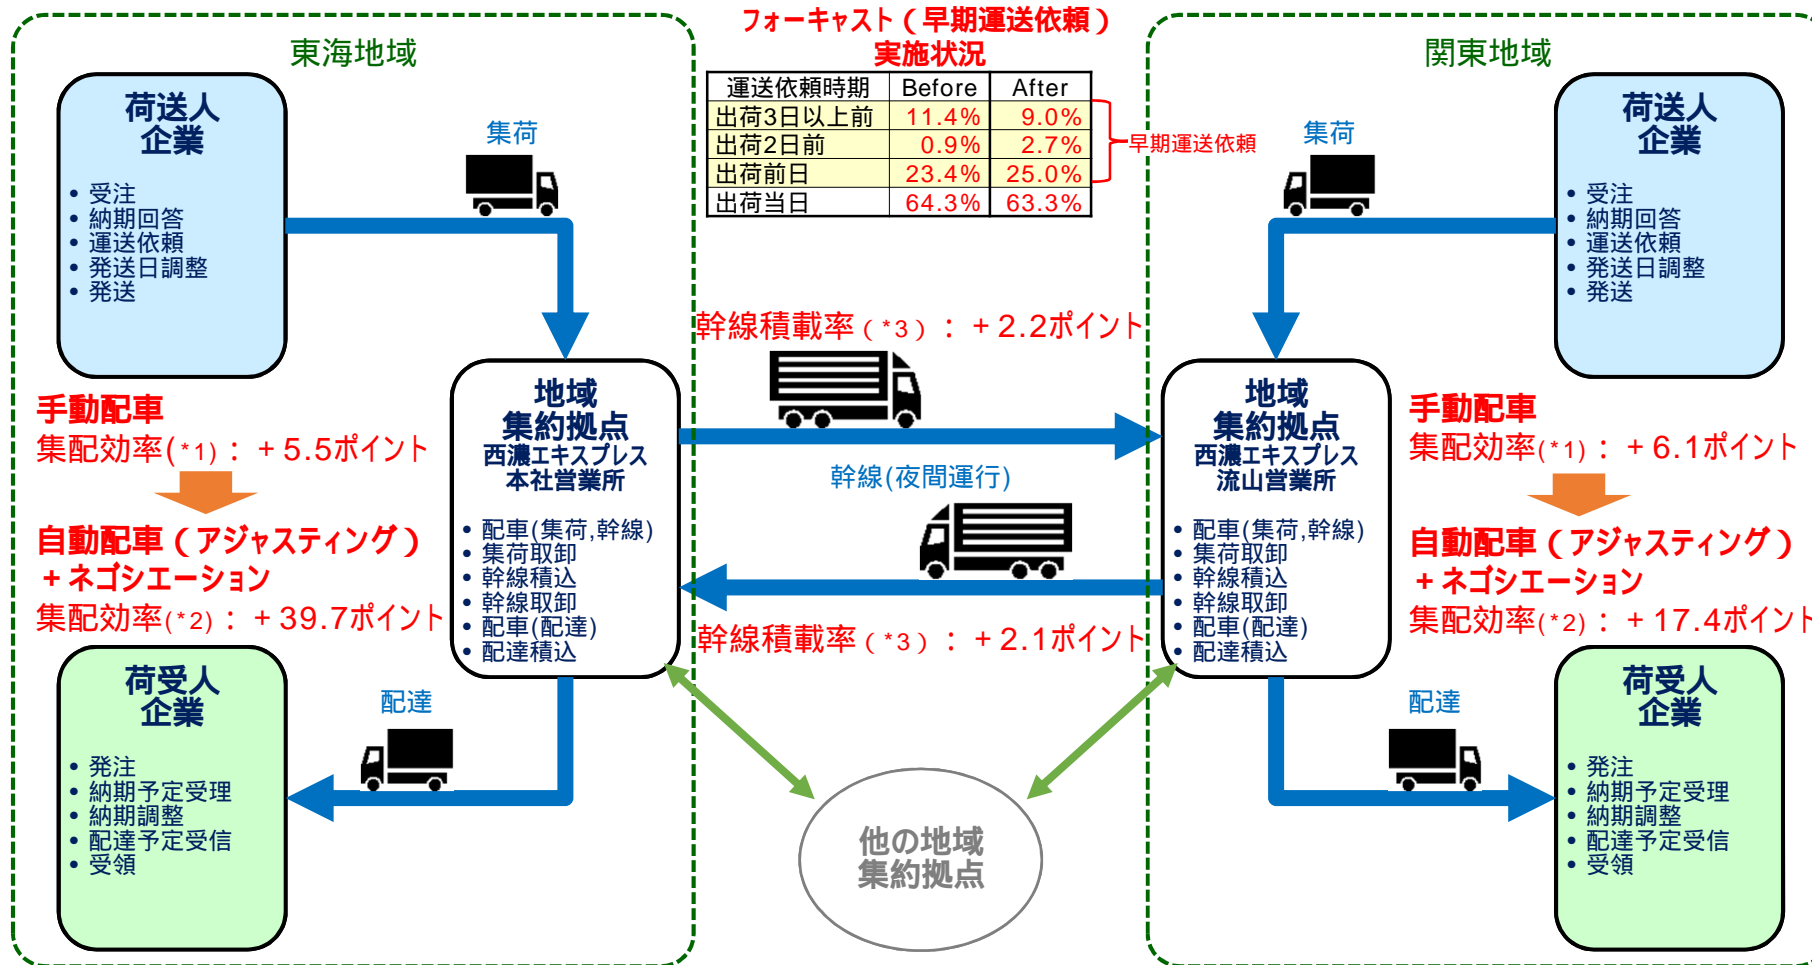 フォーキャスト（早期運送依頼）
実施状況
運送依頼時期 Before After
出荷3日以上前 11.4% 9.0%
出荷2日前 0.9% 2.7%
出荷前日 23.4% 25.0%
出荷当日 64.3% 63.3%
早期運送依頼
東海地域
荷送人
企業
• 受注
• 納期回答
• 運送依頼
• 発送日調整
• 発送
集荷
手動配車
集配効率(*1)：＋5.5ポイント
自動配車（アジャスティング）
＋ネゴシエーション
集配効率(*2)：＋39.7ポイント
地域
集約拠点
西濃エキスプレス
本社営業所
• 配車(集荷,幹線)
• 集荷取卸
• 幹線積込
• 幹線取卸
• 配車(配達)
• 配達積込
荷受人
企業
• 発注
• 納期予定受理
• 納期調整
• 配達予定受信
• 受領
配達
幹線積載率（*3）：＋2.2ポイント
幹線(夜間運行)
幹線積載率（*3）：＋2.1ポイント
他の地域
集約拠点
関東地域
荷送人
企業
• 受注
• 納期回答
• 運送依頼
• 発送日調整
• 発送
集荷
地域
集約拠点
西濃エキスプレス
流山営業所
• 配車(集荷,幹線)
• 集荷取卸
• 幹線積込
• 幹線取卸
• 配車(配達)
• 配達積込
手動配車
集配効率(*1)：＋6.1ポイント
自動配車（アジャスティング）
＋ネゴシエーション
集配効率(*2)：＋17.4ポイント
配達
荷受人
企業
• 発注
• 納期予定受理
• 納期調整
• 配達予定受信
• 受領